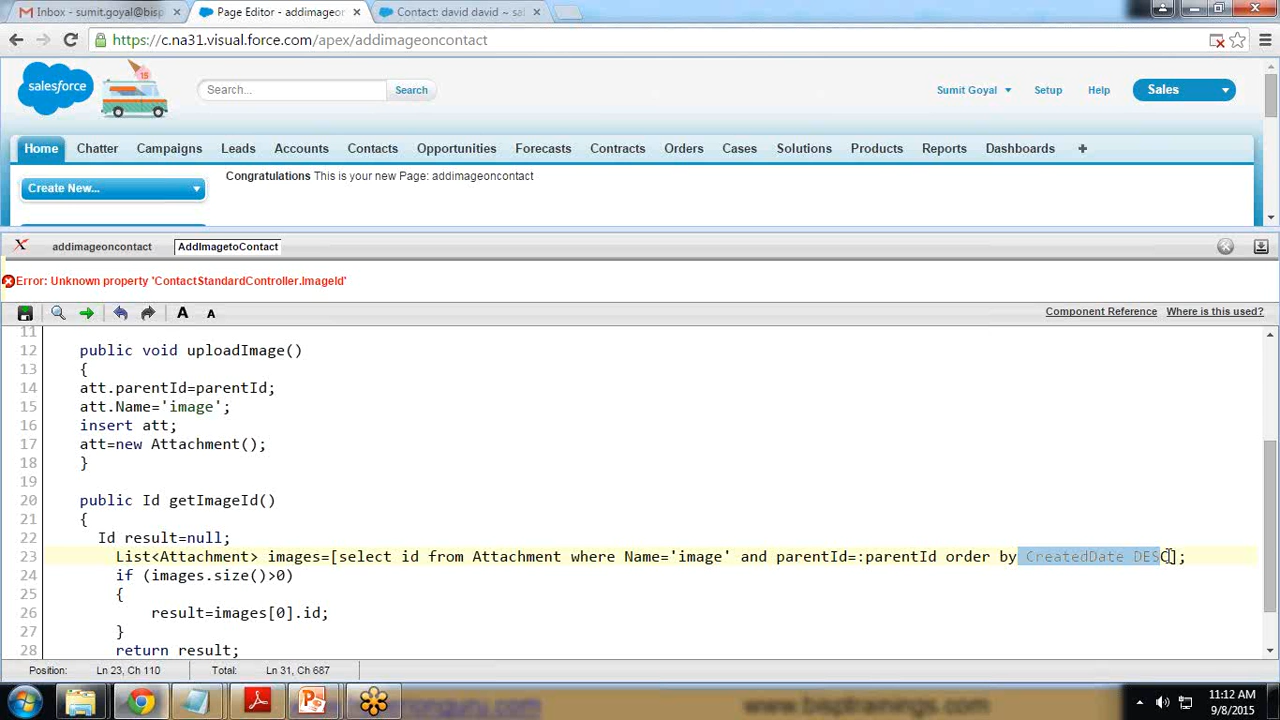 Inbox - sumit.goyal@bisp
Page Editor - addimageor
Contact: david david ~ sal
https://c.na31.visual.force.com/apex/addimageoncontact
salesforce
15
Search...
Search
Sumit Goyal
Setup
Help
Sales
Home
Chatter
Campaigns
Leads
Accounts
Contacts
Opportunities
Forecasts
Contracts
Orders
Cases
Solutions
Products
Reports
Dashboards
+
Create New...
Congratulations This is your new Page: addimageoncontact
addimageoncontact
AddImagetoContact
Error: Unknown property 'ContactStandardController.ImageId'
A
A
Component Reference
Where is this used?
11
12 public void uploadImage()
13 {
14 att.parentId=parentId;
15 att.Name='image';
16 insert att;
17 att=new Attachment();
18 }
19
20 public Id getImageId()
21 {
22 Id result=null;
23 List<Attachment> images=[select id from Attachment where Name='image' and parentId=:parentId order by CreatedDate DESC];
24 if (images.size()>0)
25 {
26 result=images[0].id;
27 }
28 return result;
Position: Ln 23, Ch 110 Total: Ln 31, Ch 687
www.bisptrainings.com
11:12 AM
9/8/2015